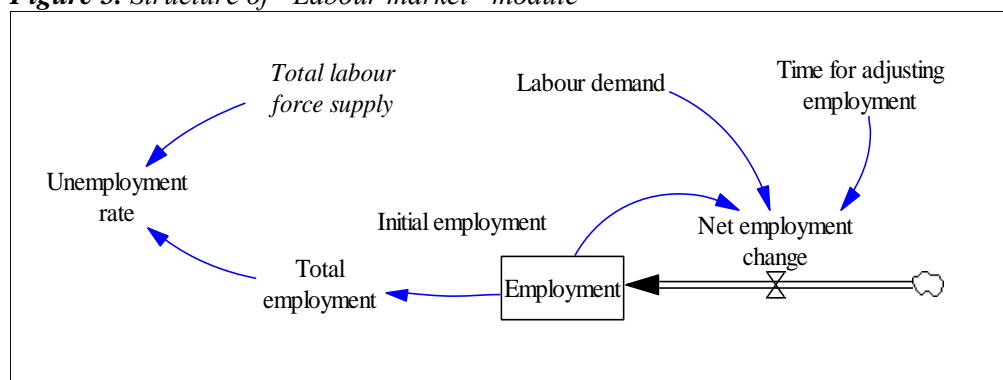 Figure 3. Structure of "Labour market" module
Total labour
force supply
Labour demand
Time for adjusting
employment
Unemployment
rate
Initial employment
Net employment
change
Total
employment
Employment